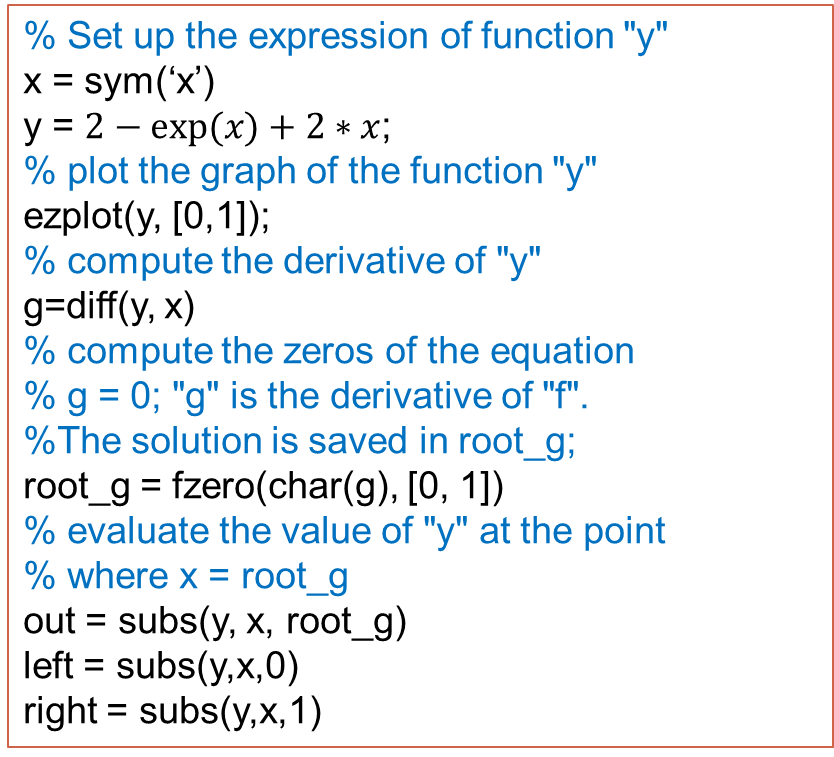 % Set up the expression of function "y"
x = sym(‘x’)
y = 2 − exp(x) + 2 ∗ x;
% plot the graph of the function "y"
ezplot(y, [0,1]);
% compute the derivative of "y"
g=diff(y, x)
% compute the zeros of the equation
% g = 0; "g" is the derivative of "f".
%The solution is saved in root_g;
root_g = fzero(char(g), [0, 1])
% evaluate the value of "y" at the point
% where x = root_g
out = subs(y, x, root_g)
left = subs(y,x,0)
right = subs(y,x,1)